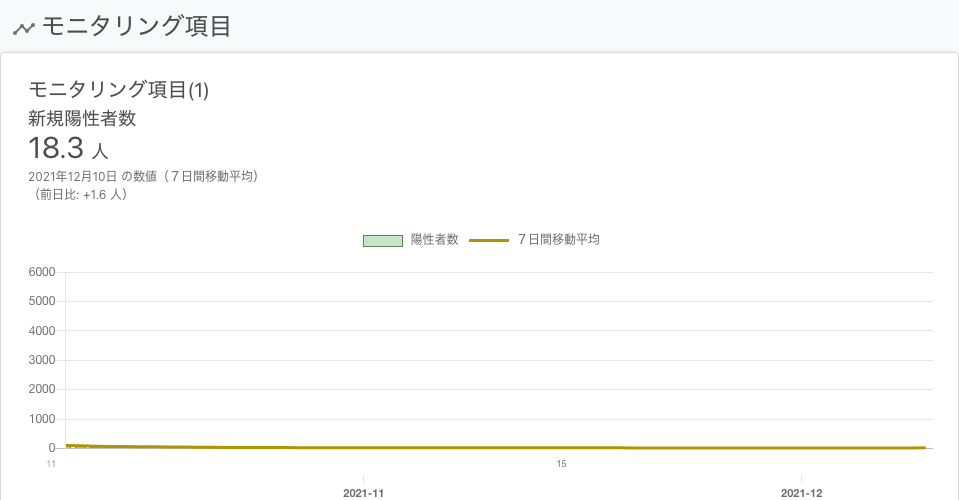 モニタリング項目
モニタリング項目(1)
新規陽性者数
18.3 人
2021年12月10日 の数値（７日間移動平均）
（前日比: +1.6 人）
陽性者数 ７日間移動平均
6000
5000
4000
3000
2000
1000
0
11 15
2021-11 2021-12